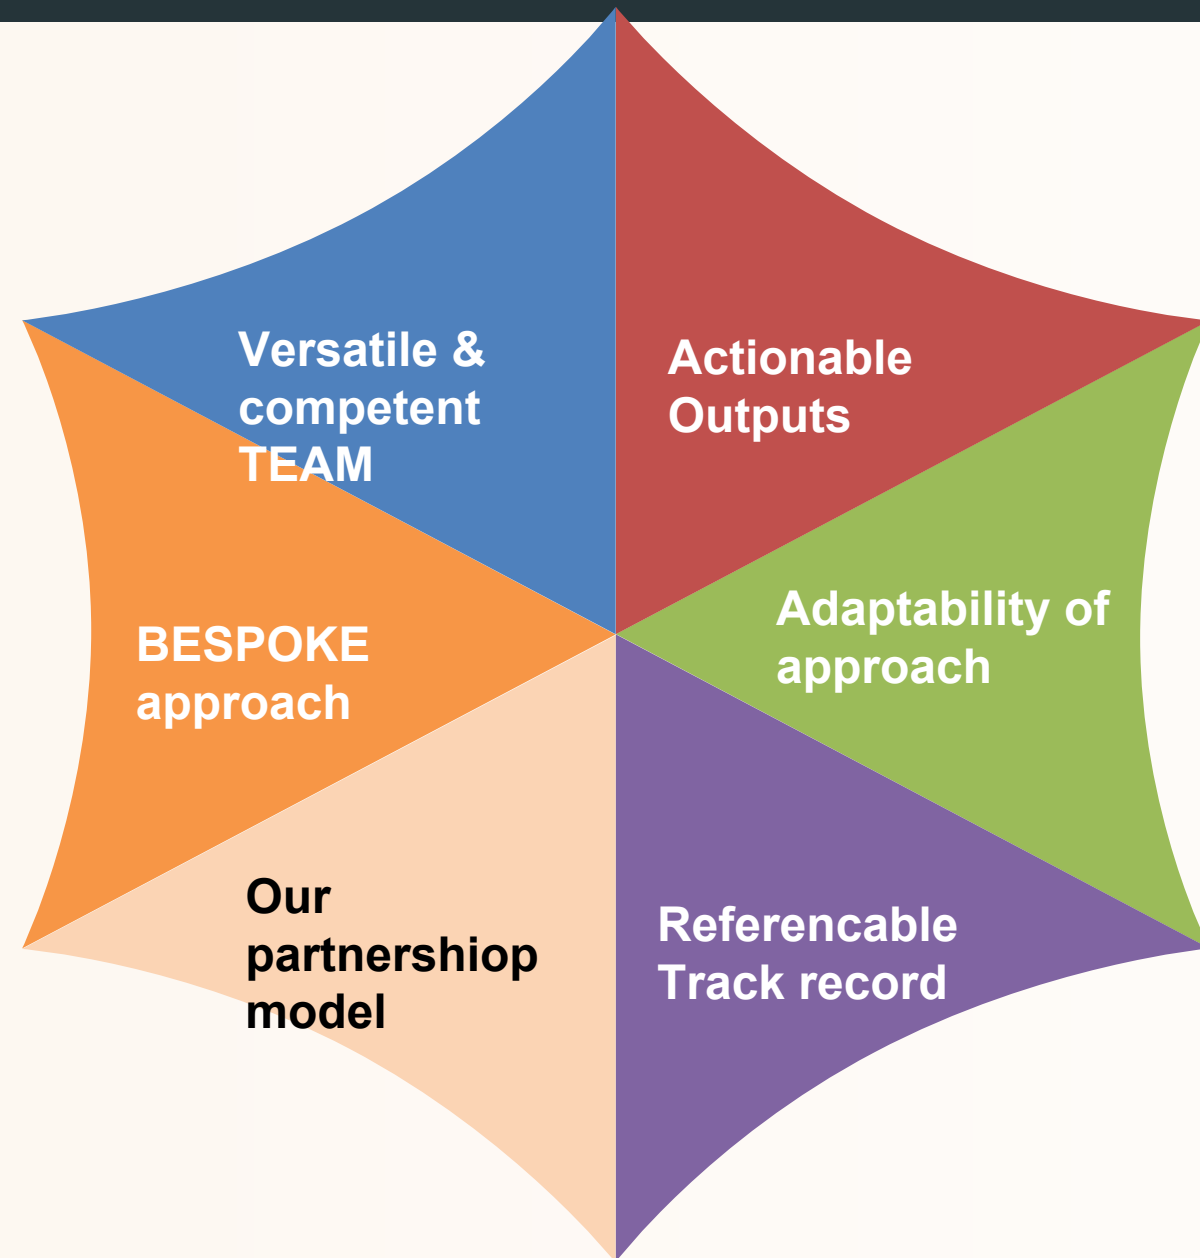 Versatile &
competent
TEAM
Actionable
Outputs
Adaptability of
approach
BESPOKE
approach
Our
partnershiop
model
Referencable
Track record